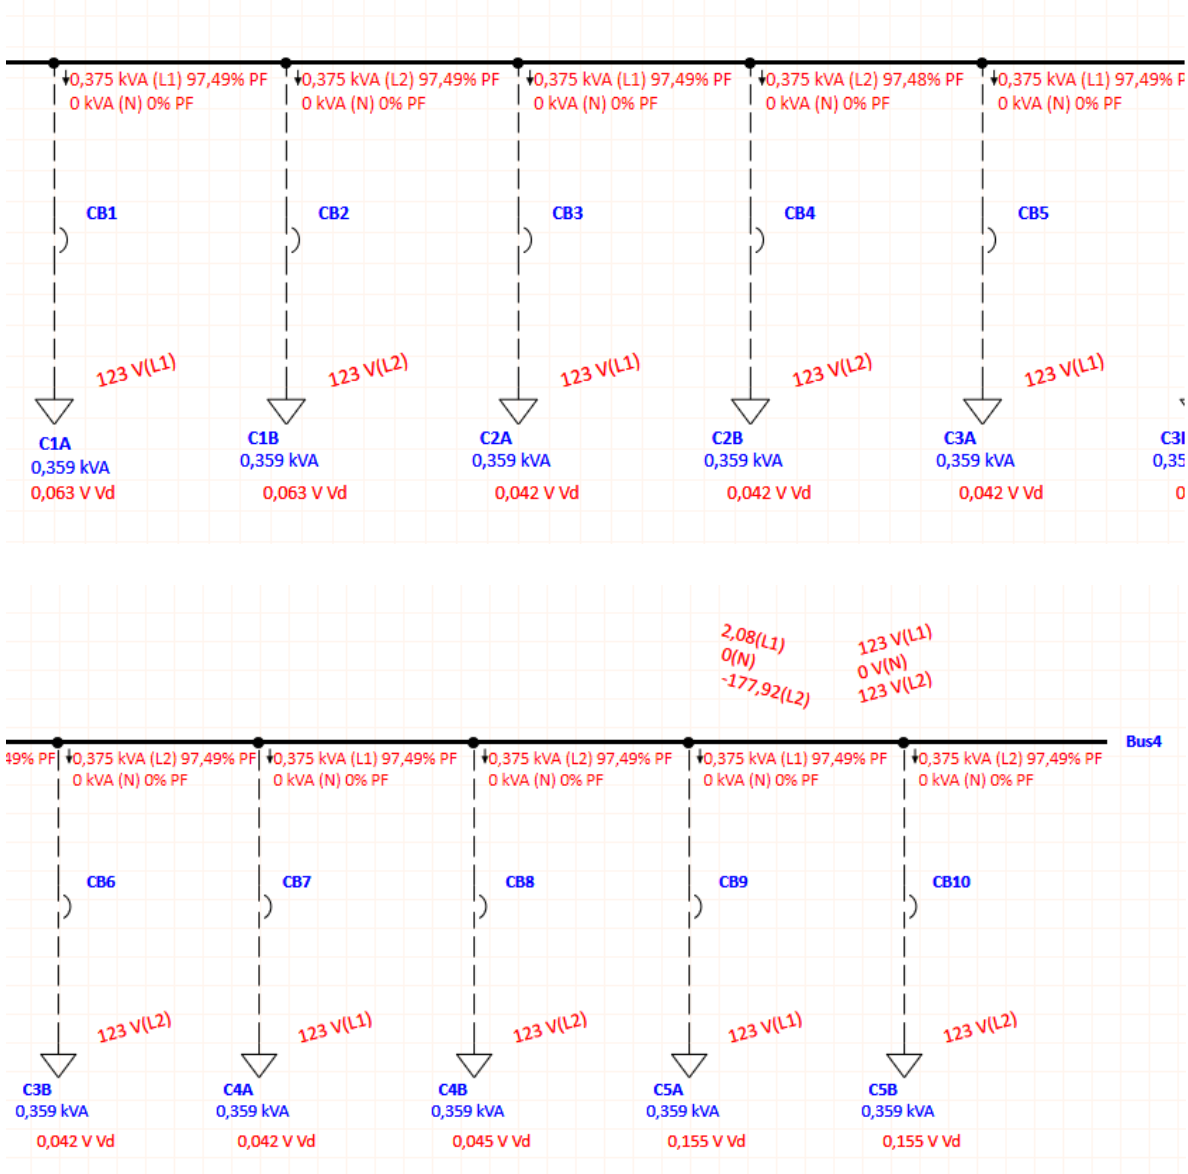 0,375 kVA (L1) 97,49% PF 0,375 kVA (L2) 97,49% PF 0,375 kVA (L1) 97,49% PF 0,375 kVA (L2) 97,48% PF 0,375 kVA (L1) 97,49% P
0 kVA (N) 0% PF 0 kVA (N) 0% PF 0 kVA (N) 0% PF 0 kVA (N) 0% PF 0 kVA (N) 0% PF
CB1 CB2 CB3 CB4 CB5
123 V(L1) 123 V(L2) 123 V(L1) 123 V(L2) 123 V(L1)
C1A C1B C2A C2B C3A
0,359 kVA 0,359 kVA 0,359 kVA 0,359 kVA 0,359 kVA 0,35
0,063 V Vd 0,063 V Vd 0,042 V Vd 0,042 V Vd 0,042 V Vd 0
2,08(L1) 123 V(L1)
0(N) 0 V(N)
-177,92(L2) 123 V(L2)
Bus4
49% PF 0,375 kVA (L2) 97,49% PF 0,375 kVA (L1) 97,49% PF 0,375 kVA (L2) 97,49% PF 0,375 kVA (L1) 97,49% PF 0,375 kVA (L2) 97,49% PF
0 kVA (N) 0% PF 0 kVA (N) 0% PF 0 kVA (N) 0% PF 0 kVA (N) 0% PF 0 kVA (N) 0% PF
CB6 CB7 CB8 CB9 CB10
123 V(L2) 123 V(L1) 123 V(L2) 123 V(L1) 123 V(L2)
C3B C4A C4B C5A C5B
0,359 kVA 0,359 kVA 0,359 kVA 0,359 kVA 0,359 kVA
0,042 V Vd 0,042 V Vd 0,045 V Vd 0,155 V Vd 0,155 V Vd